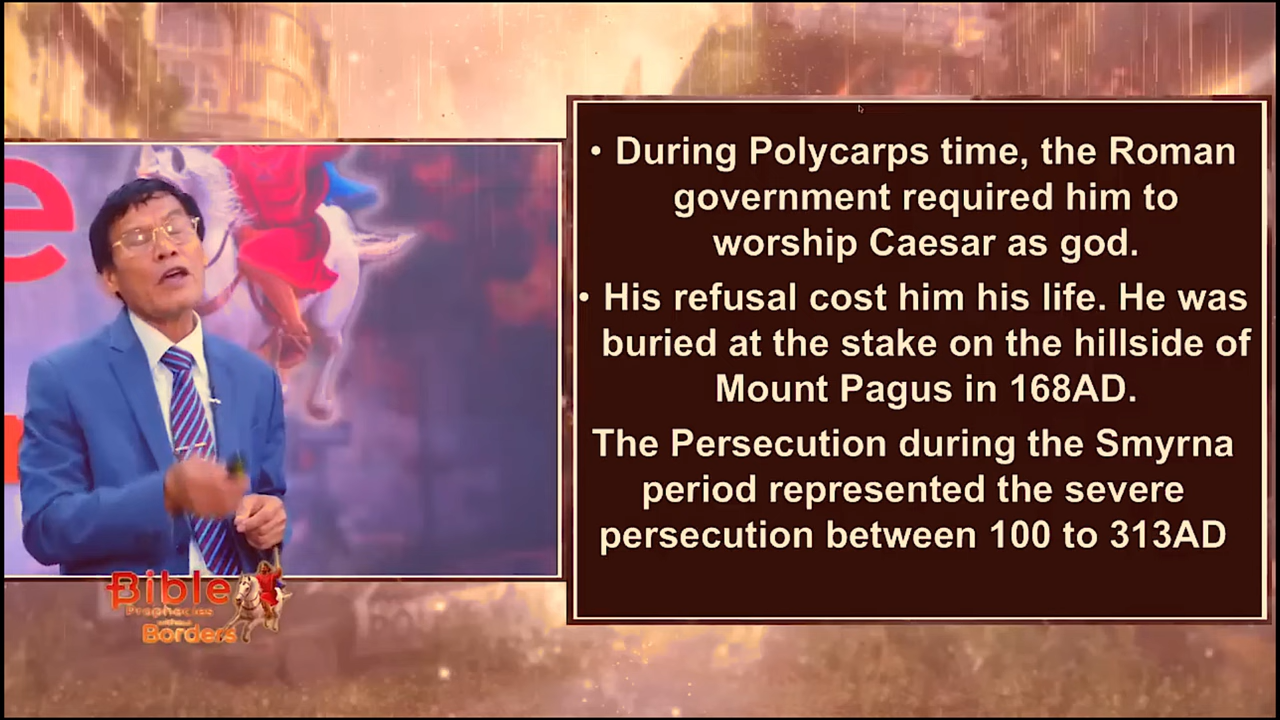 • During Polycarps time, the Roman
government required him to
worship Caesar as god.
• His refusal cost him his life. He was
buried at the stake on the hillside of
Mount Pagus in 168AD.
The Persecution during the Smyrna
period represented the severe
persecution between 100 to 313AD
Bible
Prophecies
without
Borders